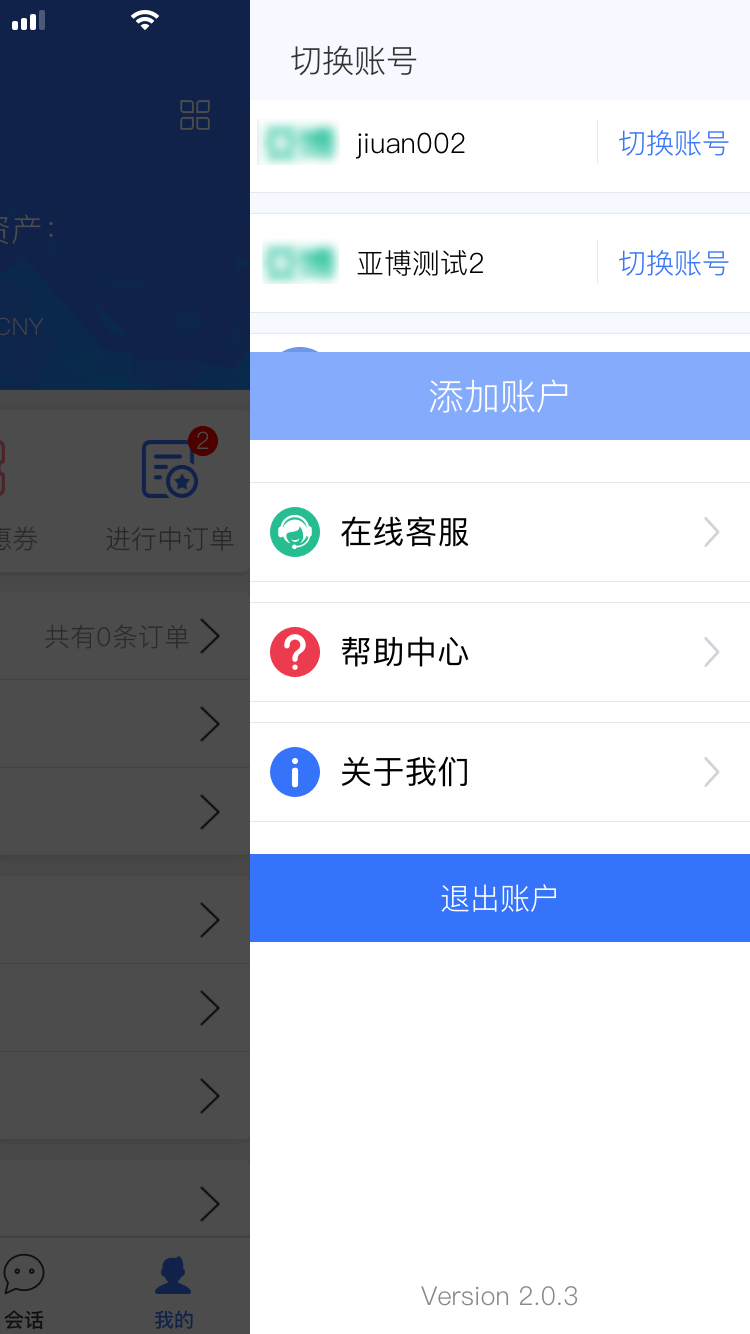 切换账号
jiuan002
切换账号
资产：
亚博测试2
切换账号
CNY
添加账户
2
惠券
进行中订单
在线客服
共有0条订单
帮助中心
关于我们
退出账户
Version 2.0.3
会话
我的